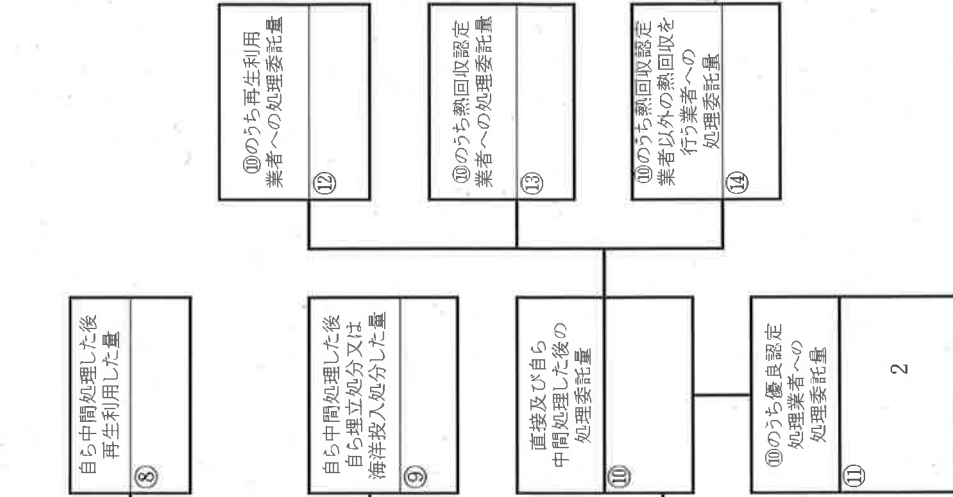 自ら中間処理した後
再生利用した量
⑧
自ら中間処理した後
自ら埋立処分又は
海洋投入処分した量
⑨
直接及び自ら
中間処理した後の
処理委託量
⑩
⑩のうち優良認定
処理業者への
処理委託量
⑪
2
⑩のうち再生利用
業者への処理委託量
⑫
⑩のうち熱回収認定
業者への処理委託量
⑬
⑩のうち熱回収認定
業者以外の熱回収を
行う業者への
処理委託量
⑭